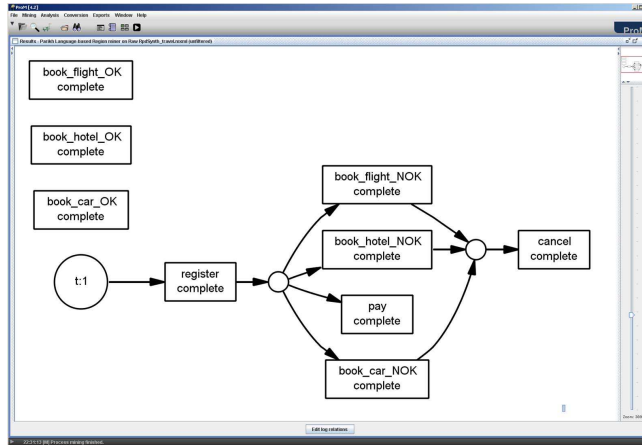 ProM [4.2]
File Mining Analysis Conversion Exports Window Help
ProM
Results - Parikh Language-based Region miner on Raw RpdSynth_travel.mxml (unfiltered)
book_flight_OK
complete
book_hotel_OK
complete
book_car_OK
complete
book_flight_NOK
complete
book_hotel_NOK
complete
cancel
complete
t:1
register
complete
pay
complete
book_car_NOK
complete
Edit log relations